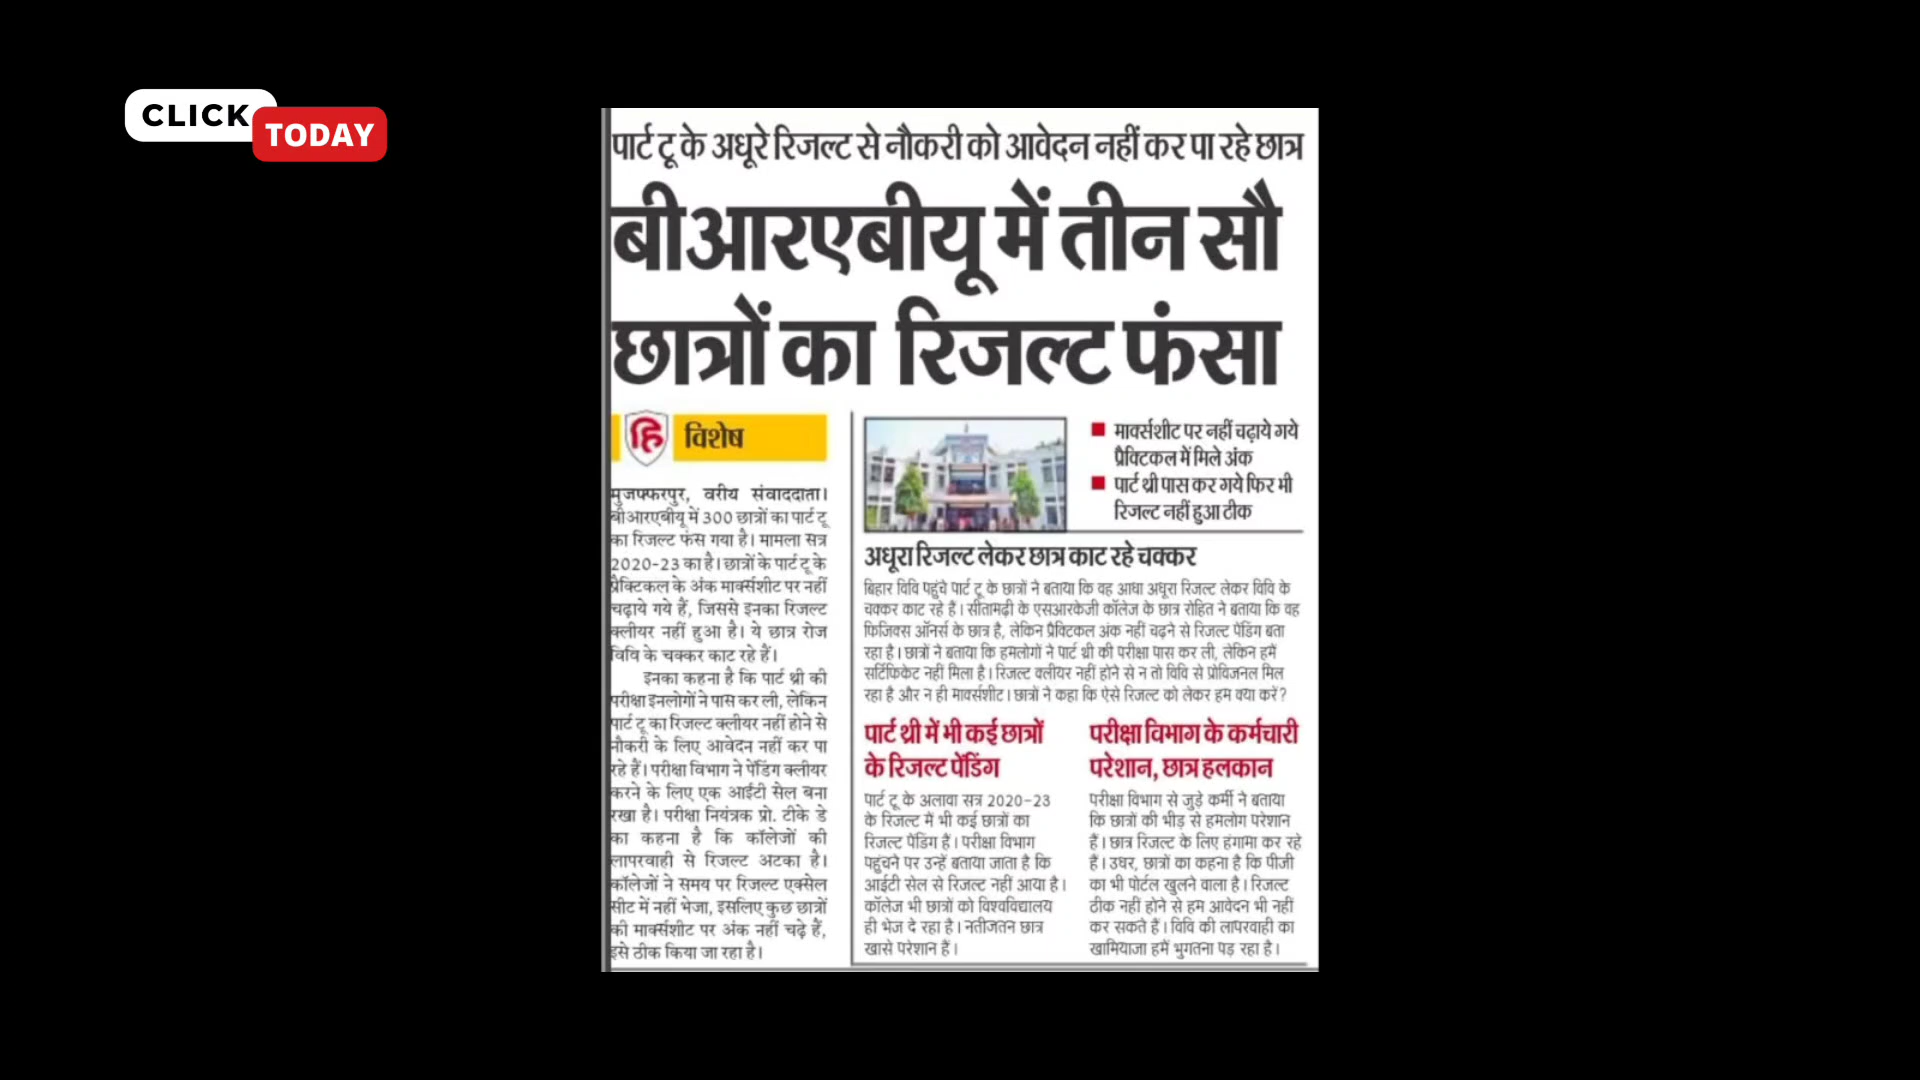 CLICK
TODAY
पार्ट टू के अधूरे रिजल्ट से नौकरी को आवेदन नहीं कर पा रहे छात्र
बीआरएबीयू में तीन सौ
छात्रों का रिजल्ट फंसा
हि विशेष
मुजफ्फरपुर, वरीय संवाददाता।
बीआरएबीयू में 300 छात्रों का पार्ट टू
का रिजल्ट फंस गया है। मामला सत्र
2020-23 का है। छात्रों के पार्ट टू के
प्रैक्टिकल के अंक मार्क्सशीट पर नहीं
चढ़ाये गये हैं, जिससे इनका रिजल्ट
क्लीयर नहीं हुआ है। ये छात्र रोज
विवि के चक्कर काट रहे हैं।
इनका कहना है कि पार्ट थ्री की
परीक्षा इनलोगों ने पास कर ली, लेकिन
पार्ट टू का रिजल्ट क्लीयर नहीं होने से
नौकरी के लिए आवेदन नहीं कर पा
रहे हैं। परीक्षा विभाग ने पेंडिंग क्लीयर
करने के लिए एक आईटी सेल बना
रखा है। परीक्षा नियंत्रक प्रो. टीके डे
का कहना है कि कॉलेजों की
लापरवाही से रिजल्ट अटका है।
कॉलेजों ने समय पर रिजल्ट एक्सेल
सीट में नहीं भेजा, इसलिए कुछ छात्रों
की मार्क्सशीट पर अंक नहीं चढ़े हैं,
इसे ठीक किया जा रहा है।
मार्क्सशीट पर नहीं चढ़ाये गये
प्रैक्टिकल में मिले अंक
पार्ट थ्री पास कर गये फिर भी
रिजल्ट नहीं हुआ ठीक
अधूरा रिजल्ट लेकर छात्र काट रहे चक्कर
बिहार विवि पहुंचे पार्ट टू के छात्रों ने बताया कि वह आधा अधूरा रिजल्ट लेकर विवि के
चक्कर काट रहे हैं। सीतामढ़ी के एसआरकेजी कॉलेज के छात्र रोहित ने बताया कि वह
फिजिक्स ऑनर्स के छात्र है, लेकिन प्रैक्टिकल अंक नहीं चढ़ने से रिजल्ट पेंडिंग बता
रहा है। छात्रों ने बताया कि हमलोगों ने पार्ट थ्री की परीक्षा पास कर ली, लेकिन हमें
सर्टिफिकेट नहीं मिला है। रिजल्ट क्लीयर नहीं होने से न तो विवि से प्रोविजनल मिल
रहा है और न ही मार्क्सशीट। छात्रों ने कहा कि ऐसे रिजल्ट को लेकर हम क्या करें?
पार्ट थ्री में भी कई छात्रों
के रिजल्ट पेंडिंग
पार्ट टू के अलावा सत्र 2020-23
के रिजल्ट में भी कई छात्रों का
रिजल्ट पेंडिंग हैं। परीक्षा विभाग
पहुंचने पर उन्हें बताया जाता है कि
आईटी सेल से रिजल्ट नहीं आया है।
कॉलेज भी छात्रों को विश्वविद्यालय
ही भेज दे रहा है। नतीजतन छात्र
खासे परेशान हैं।
परीक्षा विभाग के कर्मचारी
परेशान, छात्र हलकान
परीक्षा विभाग से जुड़े कर्मी ने बताया
कि छात्रों की भीड़ से हमलोग परेशान
हैं। छात्र रिजल्ट के लिए हंगामा कर रहे
हैं। उधर, छात्रों का कहना है कि पीजी
का भी पोर्टल खुलने वाला है। रिजल्ट
ठीक नहीं होने से हम आवेदन भी नहीं
कर सकते हैं। विवि की लापरवाही का
खामियाजा हमें भुगतना पड़ रहा है।